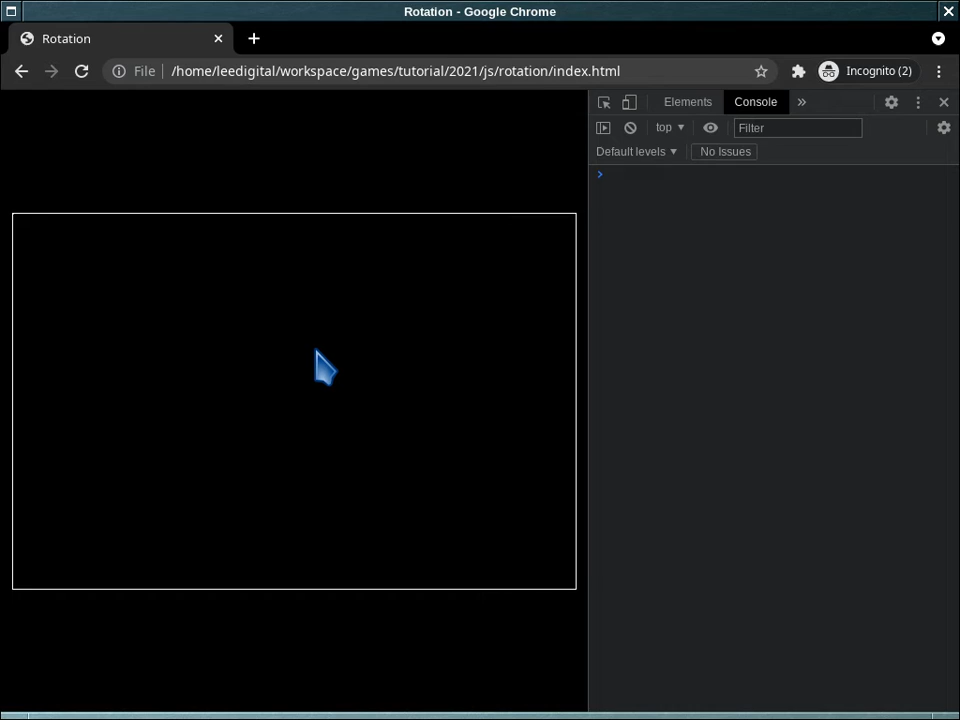 Rotation - Google Chrome
Rotation
File /home/leedigital/workspace/games/tutorial/2021/js/rotation/index.html Incognito (2)
Elements Console
top Filter
Default levels No Issues